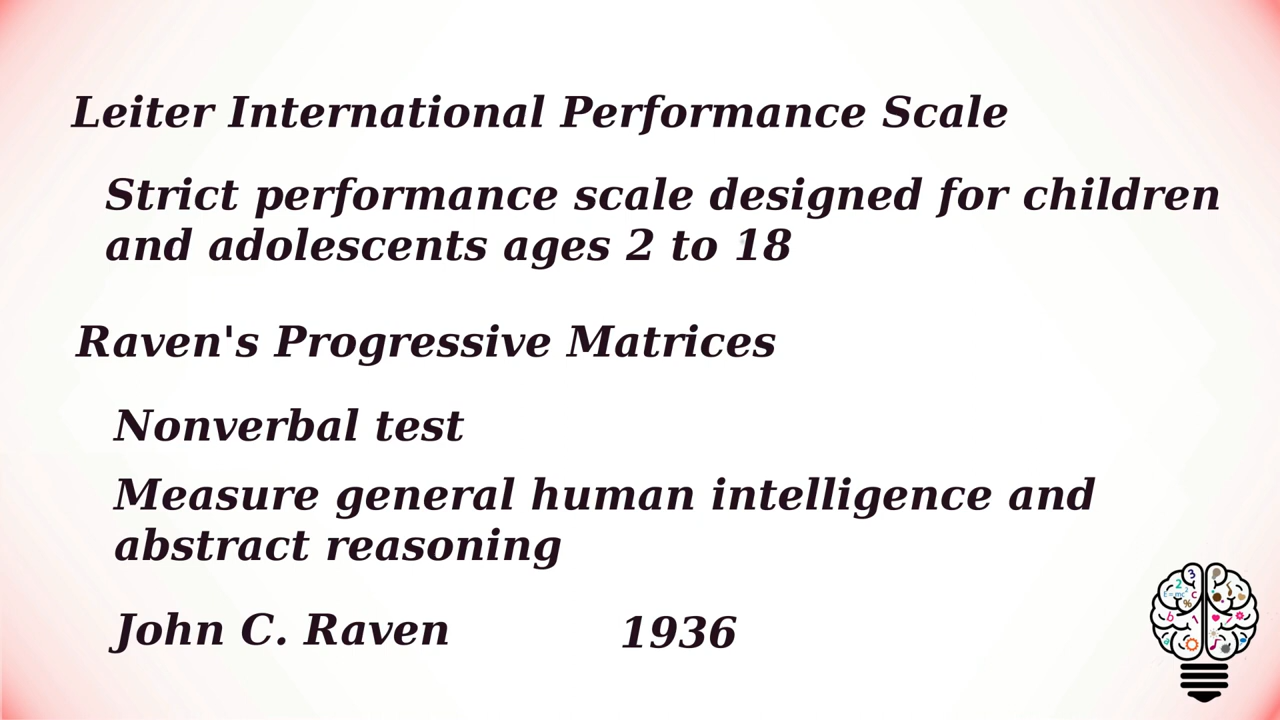 Leiter International Performance Scale
Strict performance scale designed for children
and adolescents ages 2 to 18
Raven's Progressive Matrices
Nonverbal test
Measure general human intelligence and
abstract reasoning
John C. Raven 1936